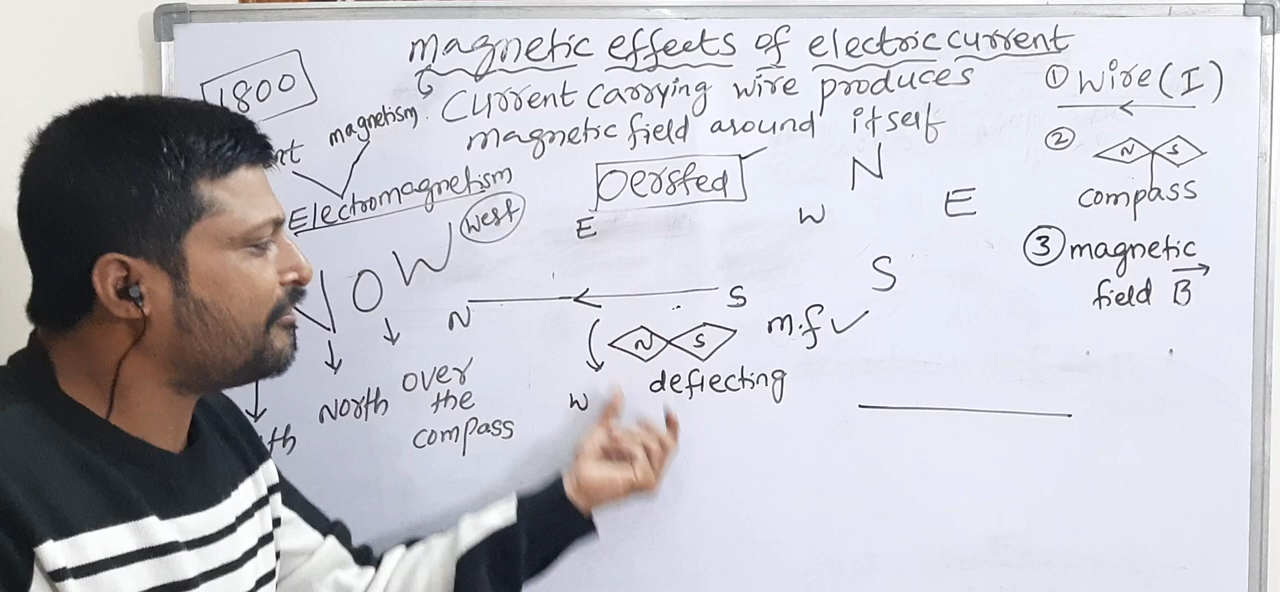 magnetic effects of electric current
1800
magnetism. Current carrying wire produces
magnetic field around itself
Electromagnetism
Oersted
N
W E
S
① Wire (I)
②
N S
compass
③ magnetic
field B
N O W
west
North
over
the
compass
E
N S
N S
W
m.f ✓
deflecting